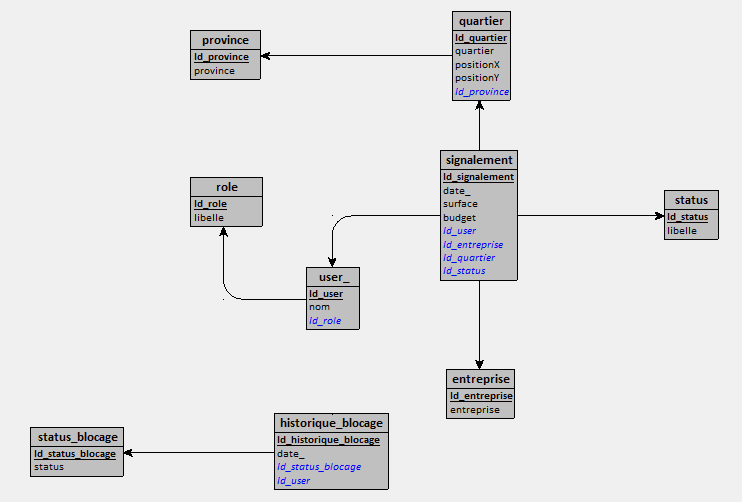 quartier
Id_quartier
quartier
positionX
positionY
Id_province
province
Id_province
province
signalement
Id_signalement
date_
surface
budget
Id_user
Id_entreprise
Id_quartier
Id_status
role
Id_role
libelle
status
Id_status
libelle
user_
Id_user
nom
Id_role
entreprise
Id_entreprise
entreprise
historique_blocage
Id_historique_blocage
date_
Id_status_blocage
Id_user
status_blocage
Id_status_blocage
status